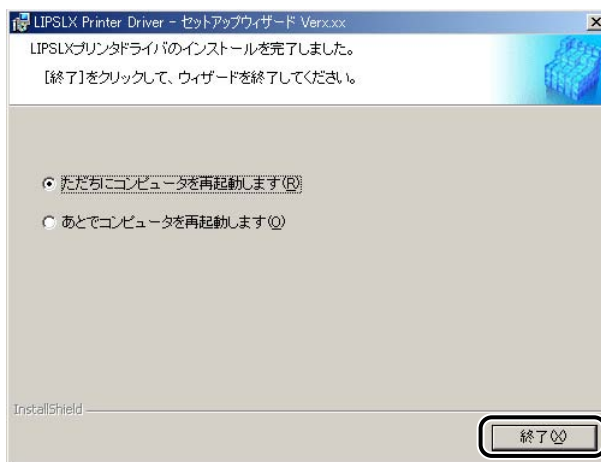 LIPSLX Printer Driver - セットアップウィザード Verx.xx
LIPSLXプリンタドライバのインストールを完了しました。
[終了]をクリックして、ウィザードを終了してください。
ただちにコンピュータを再起動します(R)
あとでコンピュータを再起動します(O)
InstallShield
終了(X)